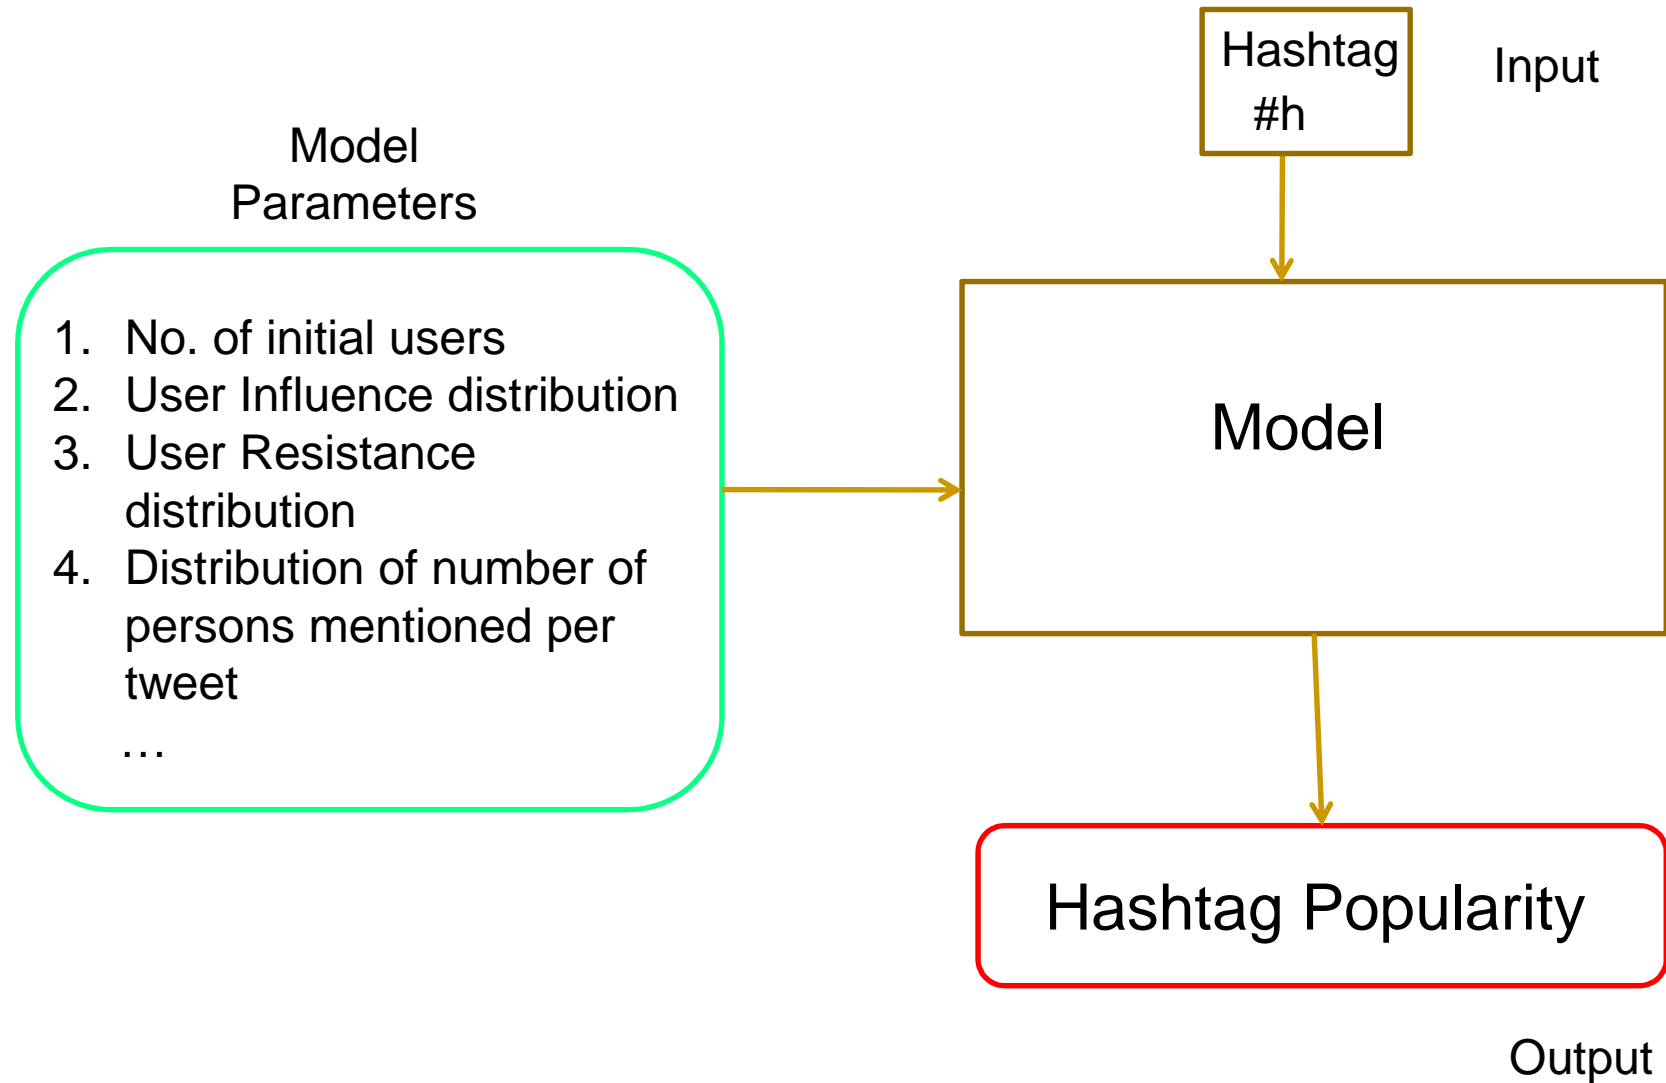 Hashtag
#h
Input
Model
Parameters
1. No. of initial users
2. User Influence distribution
3. User Resistance
distribution
4. Distribution of number of
persons mentioned per
tweet
…
Model
Hashtag Popularity
Output